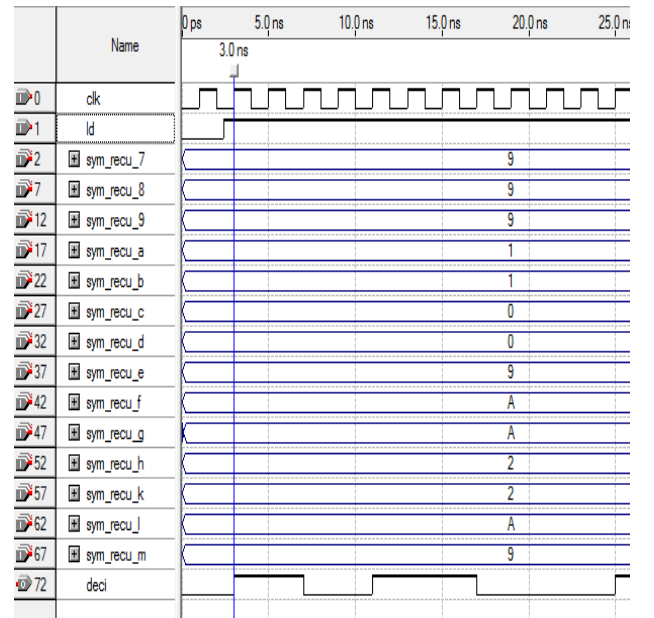 Name 0 ps 5.0 ns 10.0 ns 15.0 ns 20.0 ns
3.0 ns
0 clk
1 ld
2 sym_recu_7 9
7 sym_recu_8 9
12 sym_recu_9 9
17 sym_recu_a 1
22 sym_recu_b 1
27 sym_recu_c 0
32 sym_recu_d 0
37 sym_recu_e 9
42 sym_recu_f A
47 sym_recu_g A
52 sym_recu_h 2
57 sym_recu_k 2
62 sym_recu_l A
67 sym_recu_m 9
72 deci